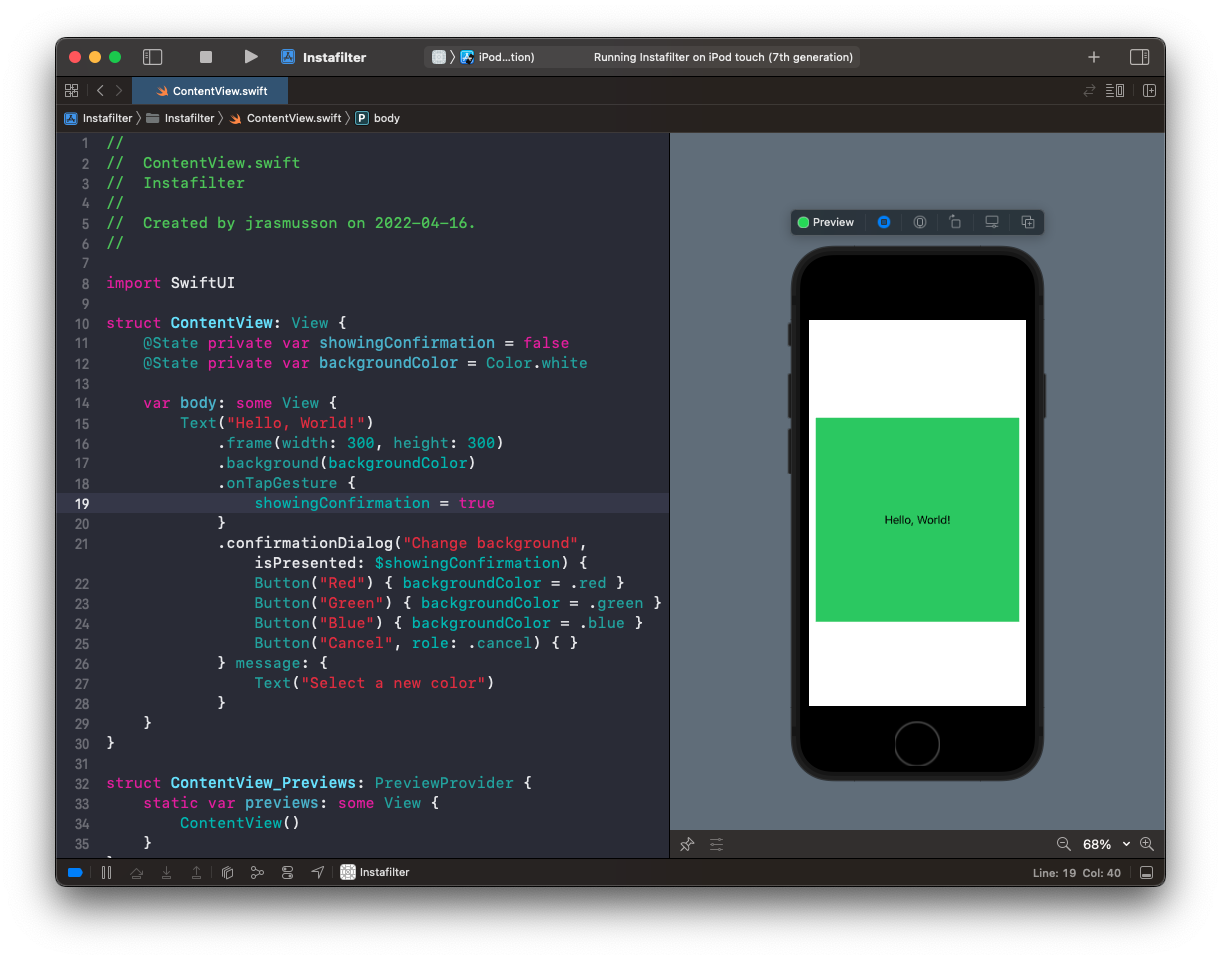 Instafilter
iPod...tion)
Running Instafilter on iPod touch (7th generation)
ContentView.swift
Instafilter
Instafilter
ContentView.swift
P
body
1 //
2 //  ContentView.swift
3 //  Instafilter
4 //
5 //  Created by jrasmusson on 2022-04-16.
6 //
7
8 import SwiftUI
9
10 struct ContentView: View {
11     @State private var showingConfirmation = false
12     @State private var backgroundColor = Color.white
13
14     var body: some View {
15         Text("Hello, World!")
16             .frame(width: 300, height: 300)
17             .background(backgroundColor)
18             .onTapGesture {
19                 showingConfirmation = true
20             }
21             .confirmationDialog("Change background",
                isPresented: $showingConfirmation) {
22                 Button("Red") { backgroundColor = .red }
23                 Button("Green") { backgroundColor = .green }
24                 Button("Blue") { backgroundColor = .blue }
25                 Button("Cancel", role: .cancel) { }
26             } message: {
27                 Text("Select a new color")
28             }
29     }
30 }
31
32 struct ContentView_Previews: PreviewProvider {
33     static var previews: some View {
34         ContentView()
35     }
Preview
Hello, World!
68%
Instafilter
Line: 19 Col: 40